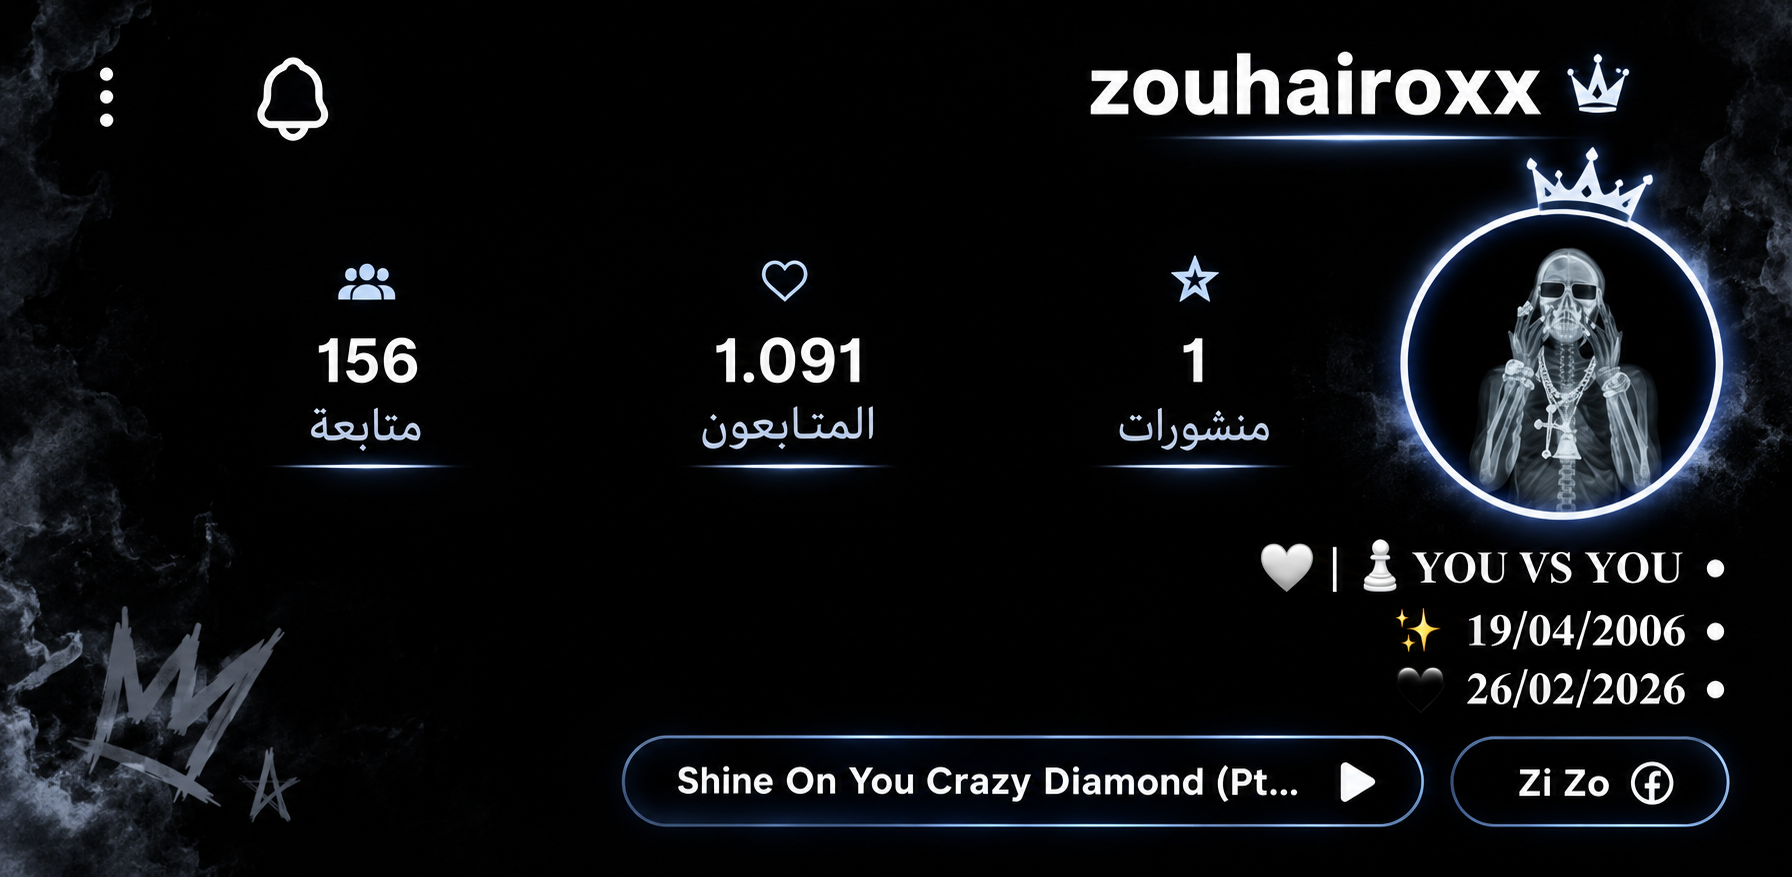 zouhairoxx
1
منشورات
1.091
المتابعون
156
متابعة
• YOU VS YOU ♟ | 🤍
• 19/04/2006 ✨
• 26/02/2026 🖤
Zi Zo
Shine On You Crazy Diamond (Pt...